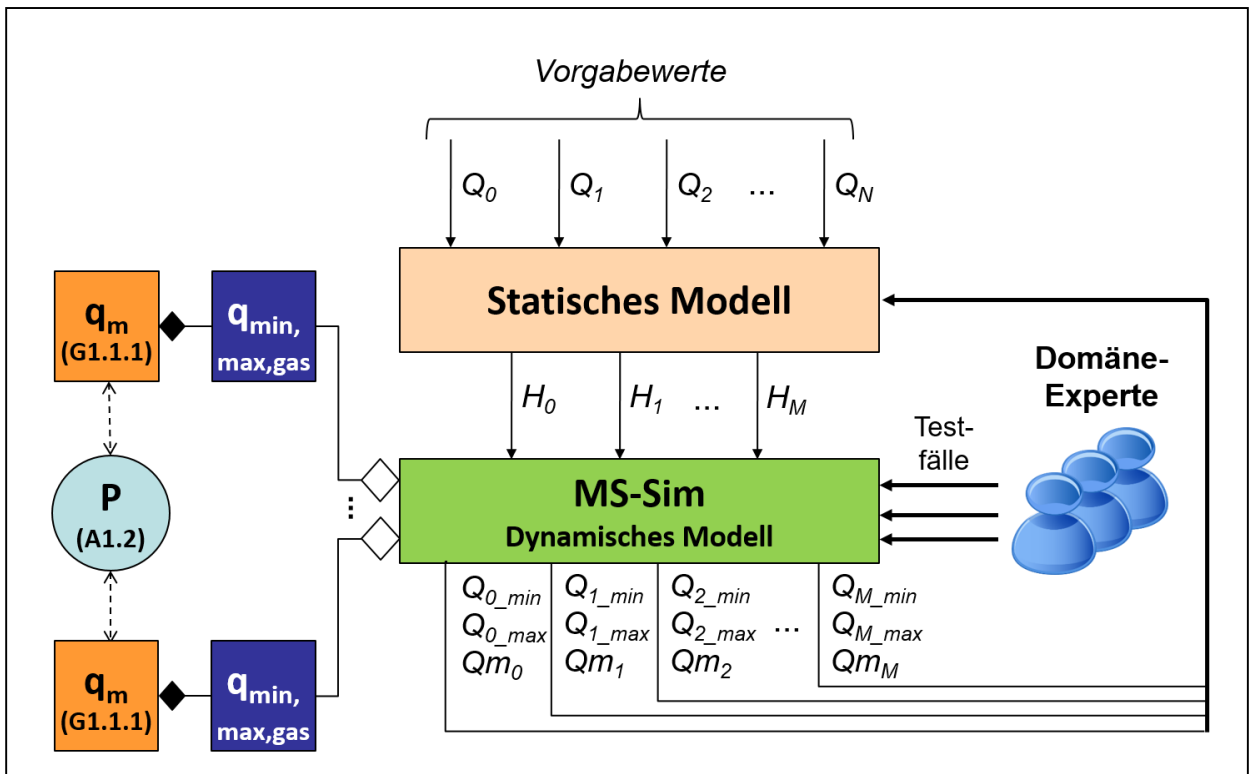 Vorgabewerte
Q0 Q1 Q2 ... QN
Statisches Modell
qm
(G1.1.1)
qmin,
max,gas
H0 H1 ... HM
Domäne-
Experte
Test-
fälle
P
(A1.2)
...
MS-Sim
Dynamisches Modell
Q0_min Q1_min Q2_min QM_min
Q0_max Q1_max Q2_max ... QM_max
Qm0 Qm1 Qm2 QmM
qm
(G1.1.1)
qmin,
max,gas